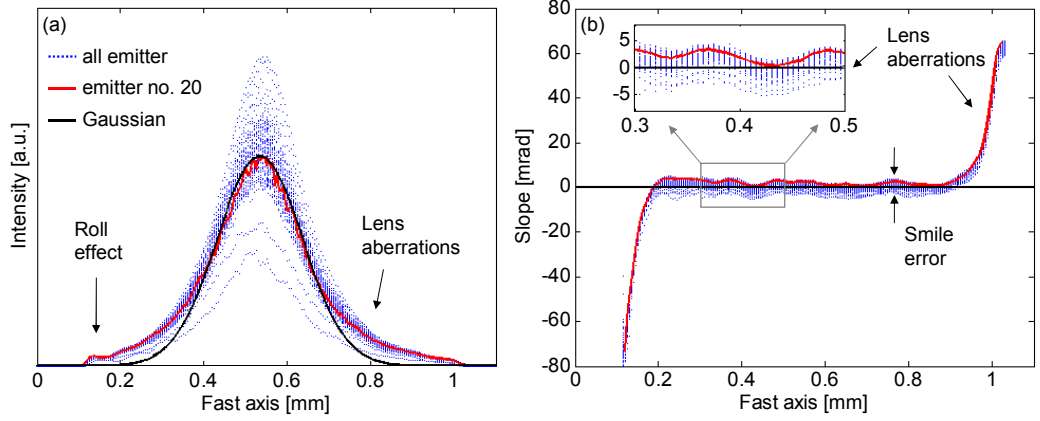 (a)
all emitter
emitter no. 20
Gaussian
Roll
effect
Lens
aberrations
Intensity [a.u.]
0
0.2
0.4
0.6
0.8
1
Fast axis [mm]
(b)
5
0
-5
0.3
0.4
0.5
Lens
aberrations
Smile
error
Slope [mrad]
80
60
40
20
0
-20
-40
-60
-80
0
0.2
0.4
0.6
0.8
1
Fast axis [mm]